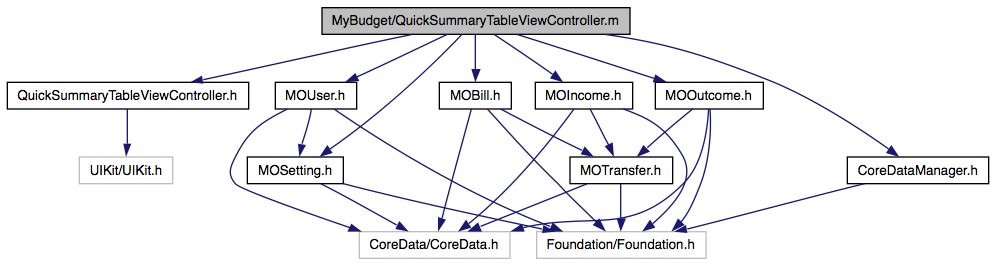 MyBudget/QuickSummaryTableViewController.m
QuickSummaryTableViewController.h
MOUser.h
MOBill.h
MOIncome.h
MOOutcome.h
UIKit/UIKit.h
MOSetting.h
MOTransfer.h
CoreDataManager.h
CoreData/CoreData.h
Foundation/Foundation.h